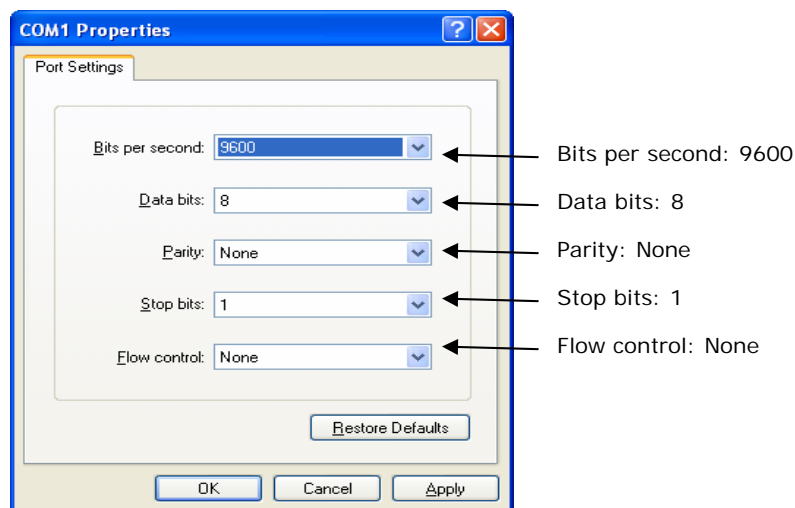 COM1 Properties
Port Settings
Bits per second: 9600
Bits per second: 9600
Data bits: 8
Data bits: 8
Parity: None
Parity: None
Stop bits: 1
Stop bits: 1
Flow control: None
Flow control: None
Restore Defaults
OK Cancel Apply